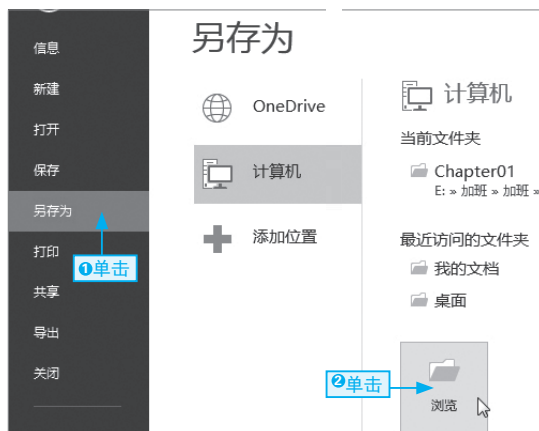 信息
新建
打开
保存
另存为
打印
❶单击
共享
导出
关闭
另存为
OneDrive
计算机
添加位置
计算机
当前文件夹
Chapter01
E: » 加班 » 加班 »
最近访问的文件夹
我的文档
桌面
❷单击
浏览